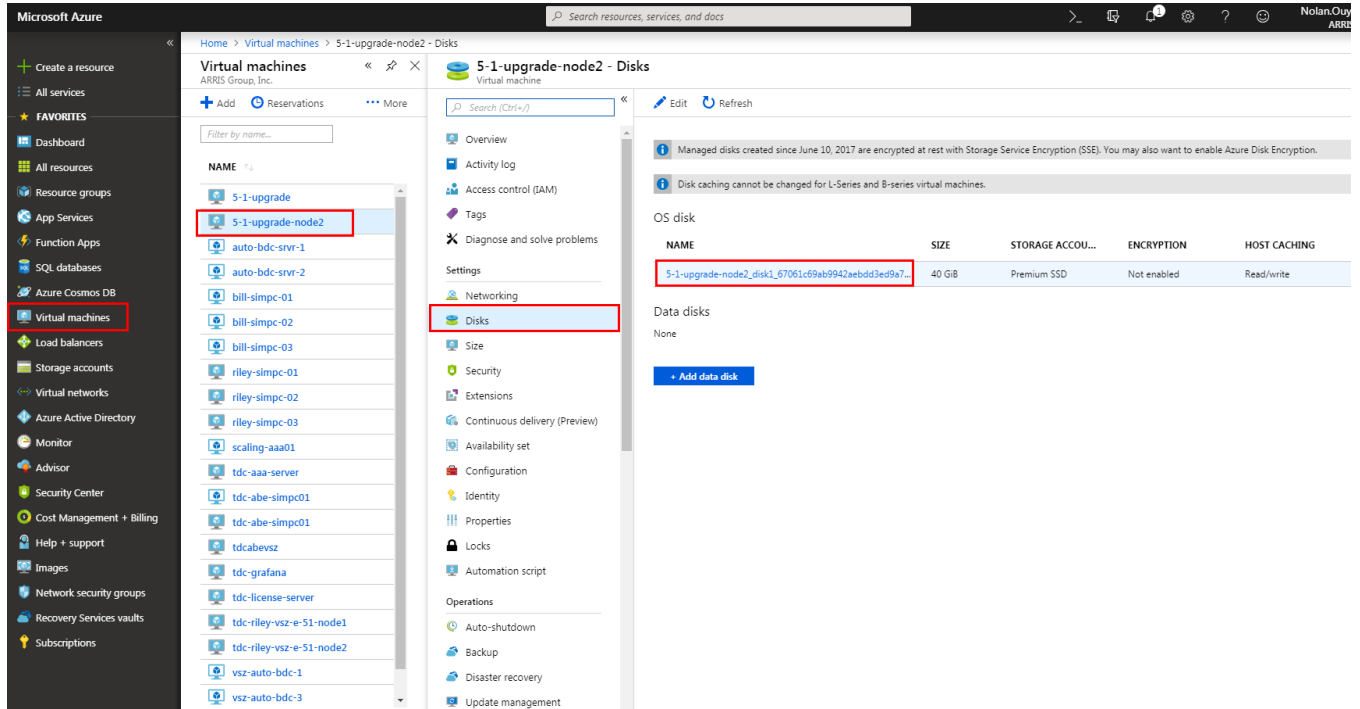 Microsoft Azure
Search resources, services, and docs
1
Nolan.Ouy
ARRIS
Create a resource
All services
FAVORITES
Dashboard
All resources
Resource groups
App Services
Function Apps
SQL databases
Azure Cosmos DB
Virtual machines
Load balancers
Storage accounts
Virtual networks
Azure Active Directory
Monitor
Advisor
Security Center
Cost Management + Billing
Help + support
Images
Network security groups
Recovery Services vaults
Subscriptions
Home > Virtual machines > 5-1-upgrade-node2 - Disks
Virtual machines
ARRIS Group, Inc.
Add Reservations More
Filter by name...
NAME
5-1-upgrade
5-1-upgrade-node2
auto-bdc-srvr-1
auto-bdc-srvr-2
bill-simpc-01
bill-simpc-02
bill-simpc-03
riley-simpc-01
riley-simpc-02
riley-simpc-03
scaling-aaa01
tdc-aaa-server
tdc-abe-simpc01
tdc-abe-simpc01
tdcabevsz
tdc-grafana
tdc-license-server
tdc-riley-vsz-e-51-node1
tdc-riley-vsz-e-51-node2
vsz-auto-bdc-1
vsz-auto-bdc-3
5-1-upgrade-node2 - Disks
Virtual machine
Search (Ctrl+/)
Overview
Activity log
Access control (IAM)
Tags
Diagnose and solve problems
Settings
Networking
Disks
Size
Security
Extensions
Continuous delivery (Preview)
Availability set
Configuration
Identity
Properties
Locks
Automation script
Operations
Auto-shutdown
Backup
Disaster recovery
Update management
Edit Refresh
Managed disks created since June 10, 2017 are encrypted at rest with Storage Service Encryption (SSE). You may also want to enable Azure Disk Encryption.
Disk caching cannot be changed for L-Series and B-series virtual machines.
OS disk
NAME SIZE STORAGE ACCOU... ENCRYPTION HOST CACHING
5-1-upgrade-node2_disk1_67061c69ab9942aebdd3ed9a7... 40 GiB Premium SSD Not enabled Read/write
Data disks
None
+ Add data disk